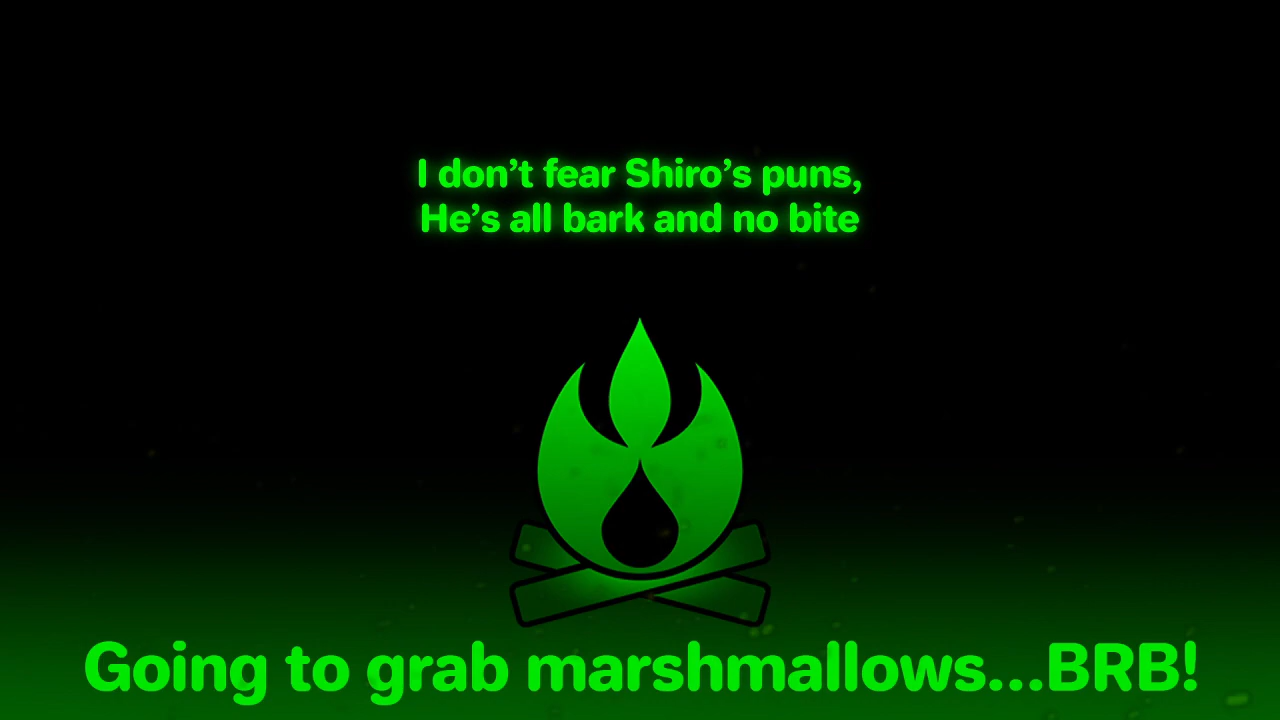 I don’t fear Shiro’s puns,
He’s all bark and no bite
Going to grab marshmallows...BRB!